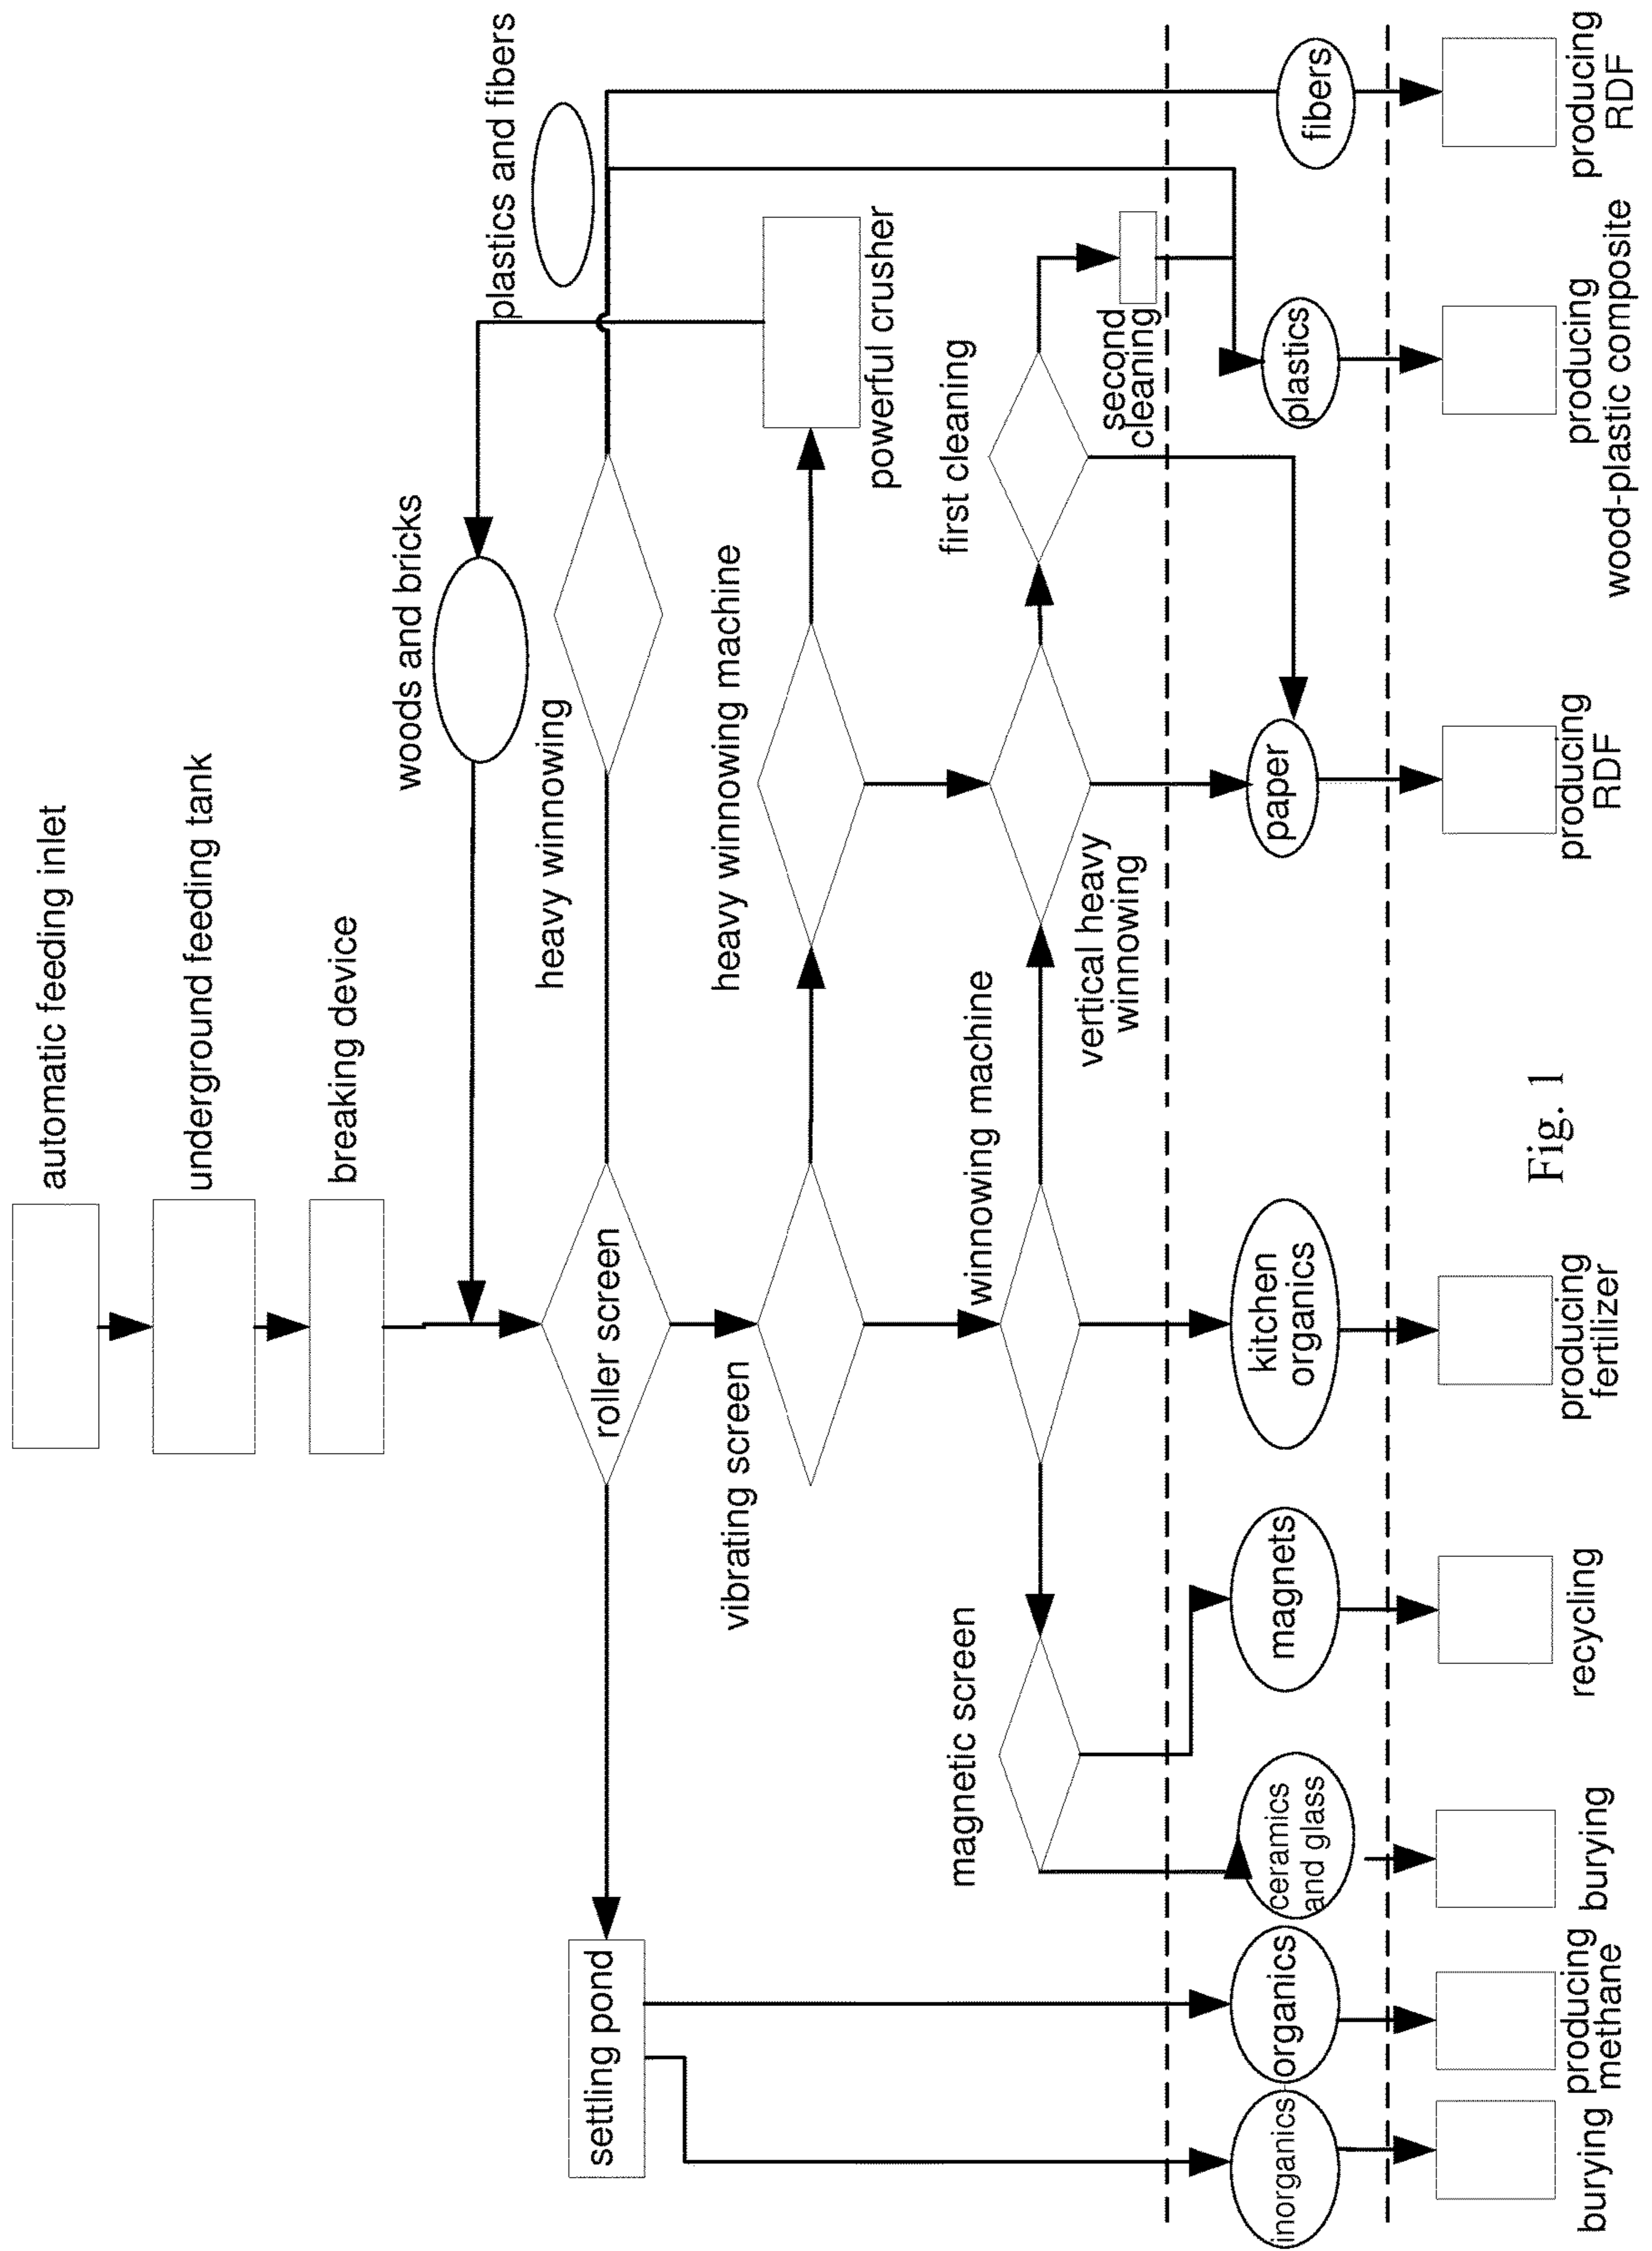 automatic feeding inlet
underground feeding tank
breaking device
woods and bricks
plastics and fibers
heavy winnowing
roller screen
settling pond
vibrating screen
heavy winnowing machine
powerful crusher
magnetic screen
winnowing machine
vertical heavy
winnowing
first cleaning
second
cleaning
inorganics
organics
ceramics
and glass
magnets
kitchen
organics
paper
plastics
fibers
burying
producing
methane
burying
recycling
producing
fertilizer
producing
RDF
producing
wood-plastic composite
producing
RDF
Fig. 1